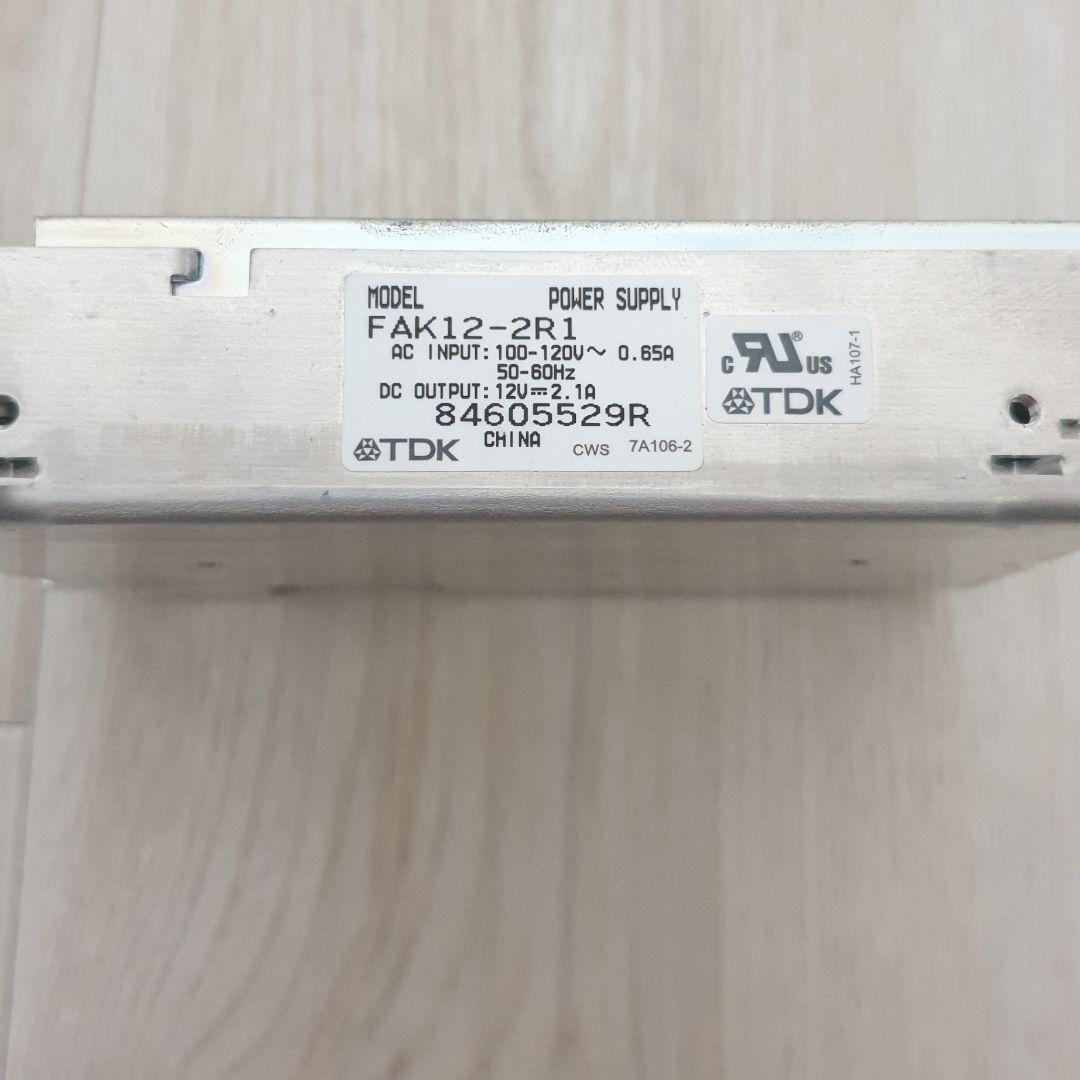 MODEL POWER SUPPLY
FAK12-2R1
AC INPUT: 100-120V～ 0.65A
50-60Hz
DC OUTPUT: 12V⎓2.1A
84605529R
CHINA
TDK CWS 7A106-2
c RU® US
TDK
HA107-1